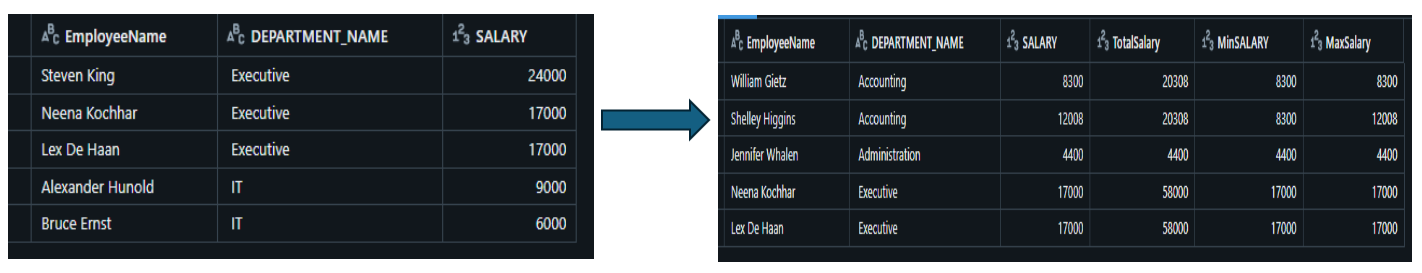 EmployeeName DEPARTMENT_NAME SALARY
Steven King Executive 24000
Neena Kochhar Executive 17000
Lex De Haan Executive 17000
Alexander Hunold IT 9000
Bruce Ernst IT 6000
EmployeeName DEPARTMENT_NAME SALARY TotalSalary MinSALARY MaxSalary
William Gietz Accounting 8300 20308 8300 8300
Shelley Higgins Accounting 12008 20308 8300 12008
Jennifer Whalen Administration 4400 4400 4400 4400
Neena Kochhar Executive 17000 58000 17000 17000
Lex De Haan Executive 17000 58000 17000 17000